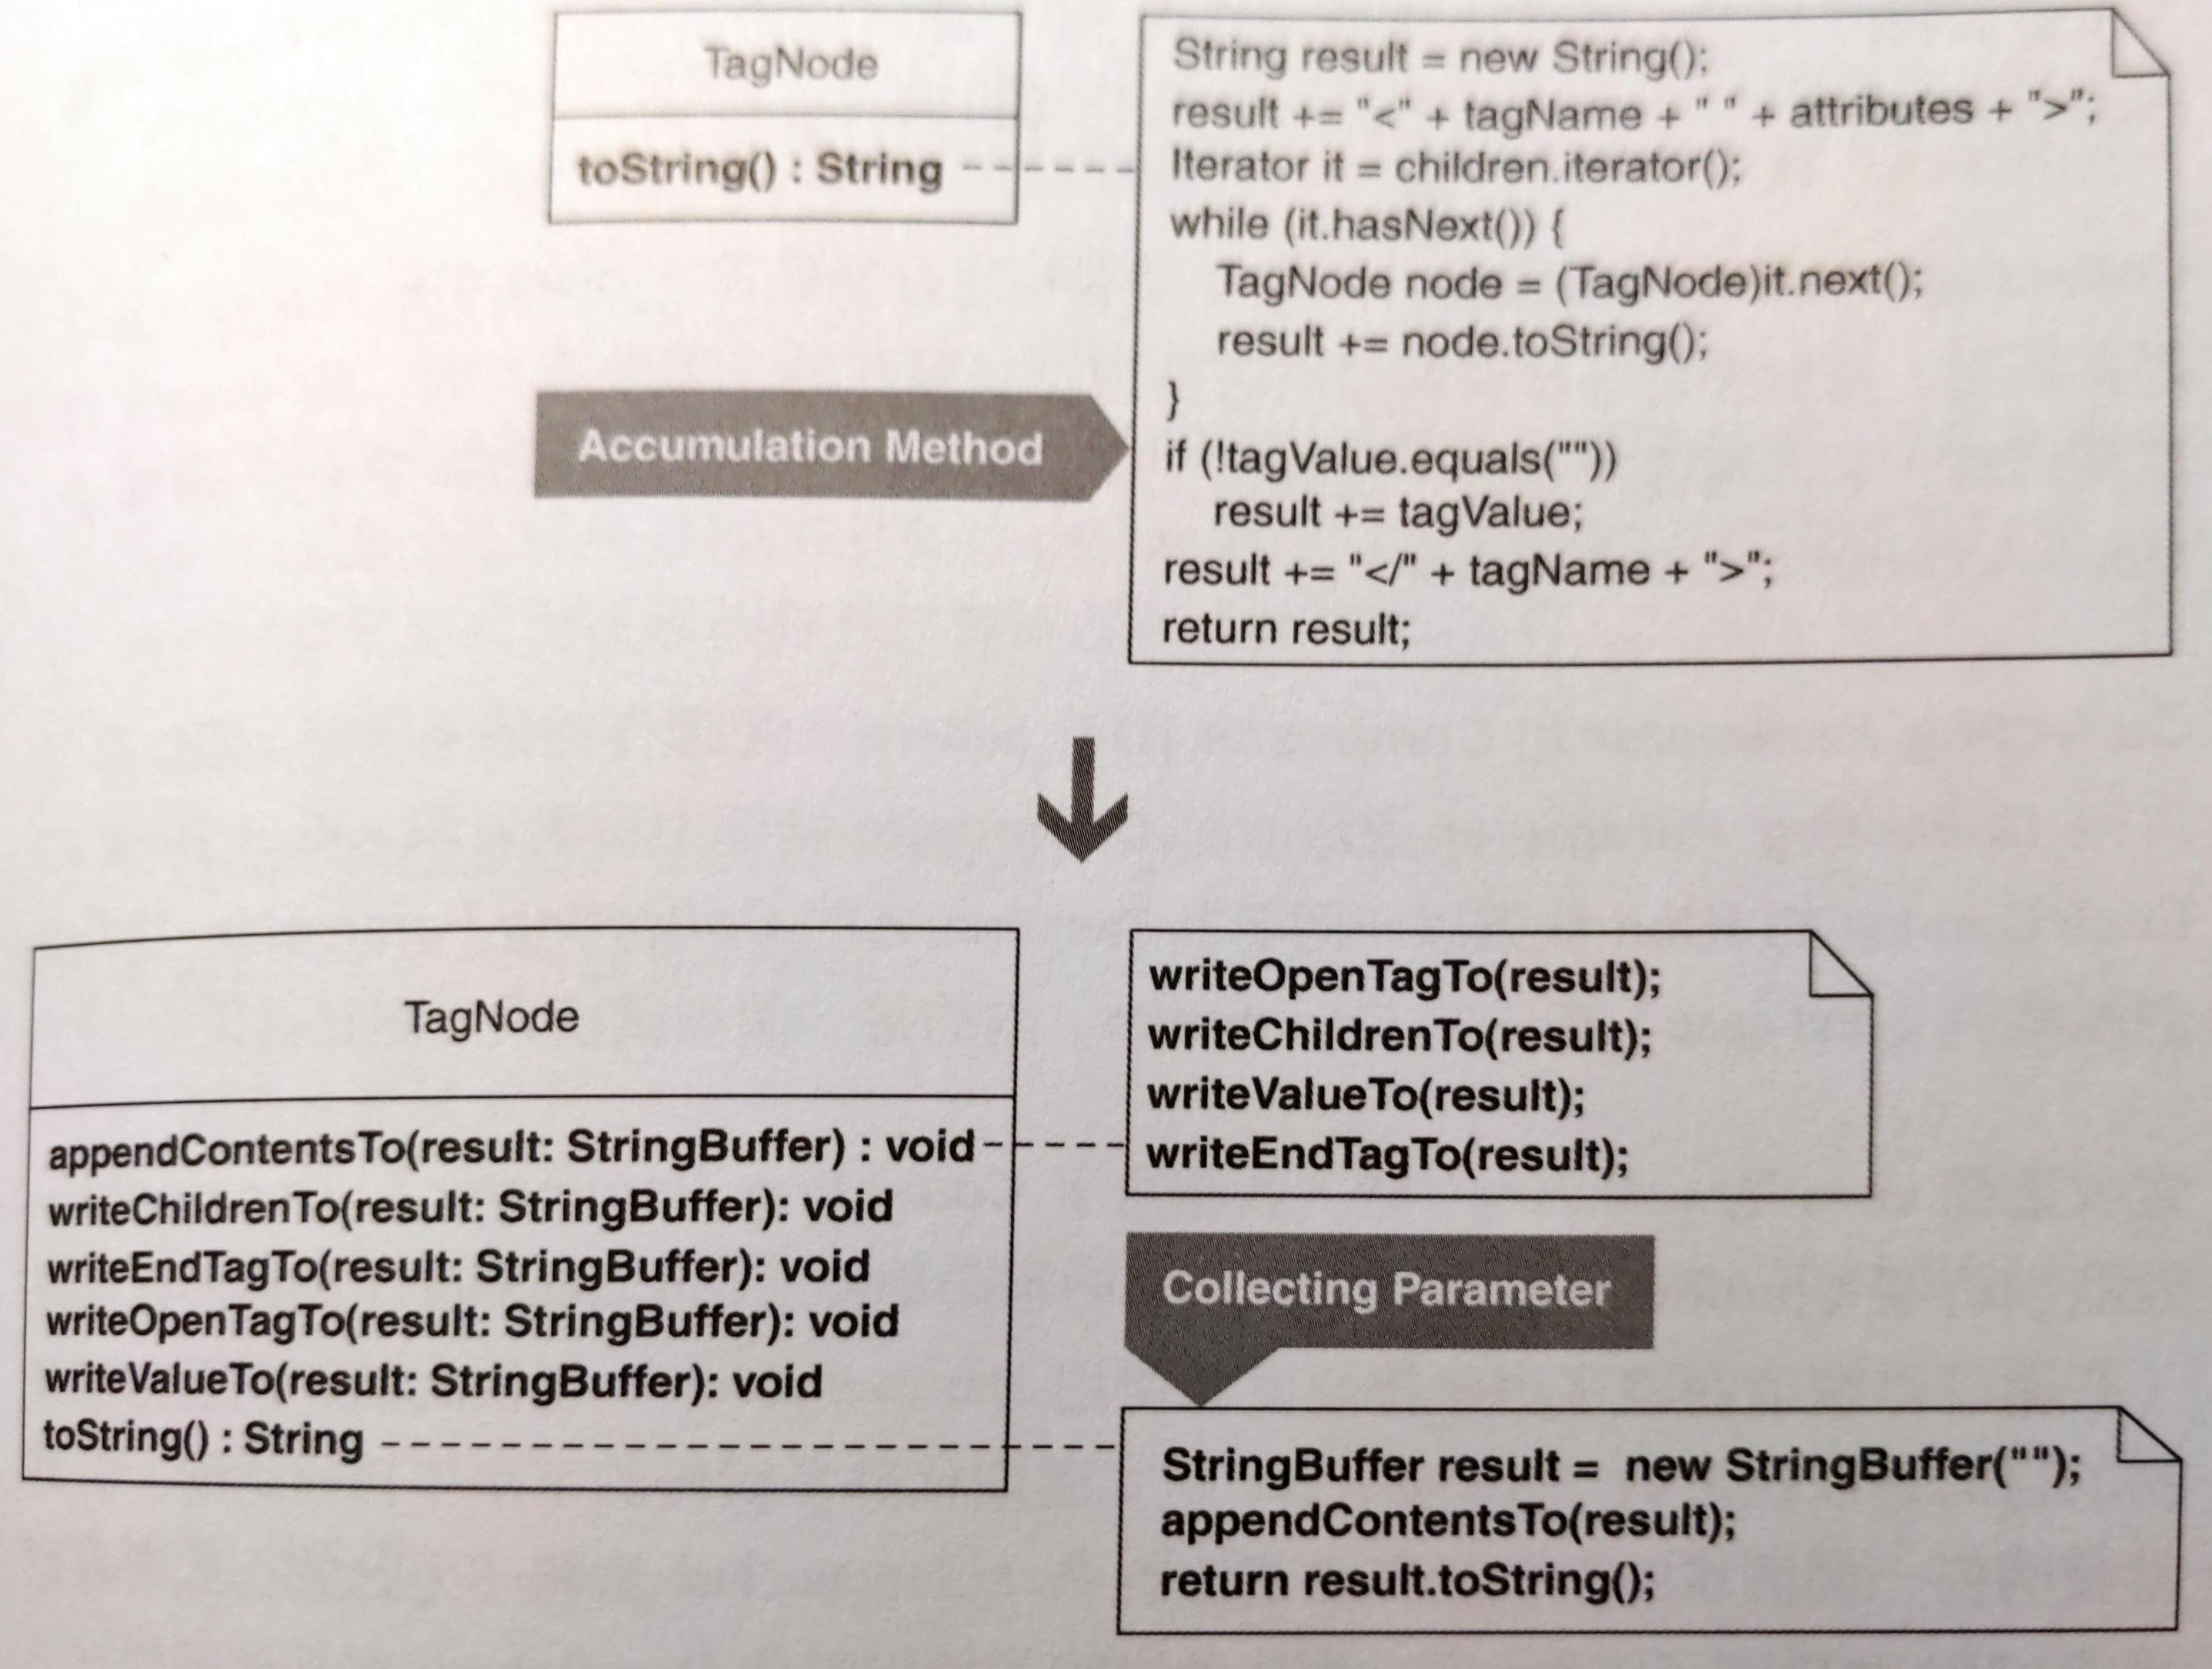 TagNode
toString() : String
String result = new String();
result += "<" + tagName + " " + attributes + ">";
Iterator it = children.iterator();
while (it.hasNext()) {
TagNode node = (TagNode)it.next();
result += node.toString();
}
if (!tagValue.equals(""))
result += tagValue;
result += "</" + tagName + ">";
return result;
Accumulation Method
TagNode
appendContentsTo(result: StringBuffer) : void
writeChildrenTo(result: StringBuffer): void
writeEndTagTo(result: StringBuffer): void
writeOpenTagTo(result: StringBuffer): void
writeValueTo(result: StringBuffer): void
toString() : String
writeOpenTagTo(result);
writeChildrenTo(result);
writeValueTo(result);
writeEndTagTo(result);
Collecting Parameter
StringBuffer result = new StringBuffer("");
appendContentsTo(result);
return result.toString();